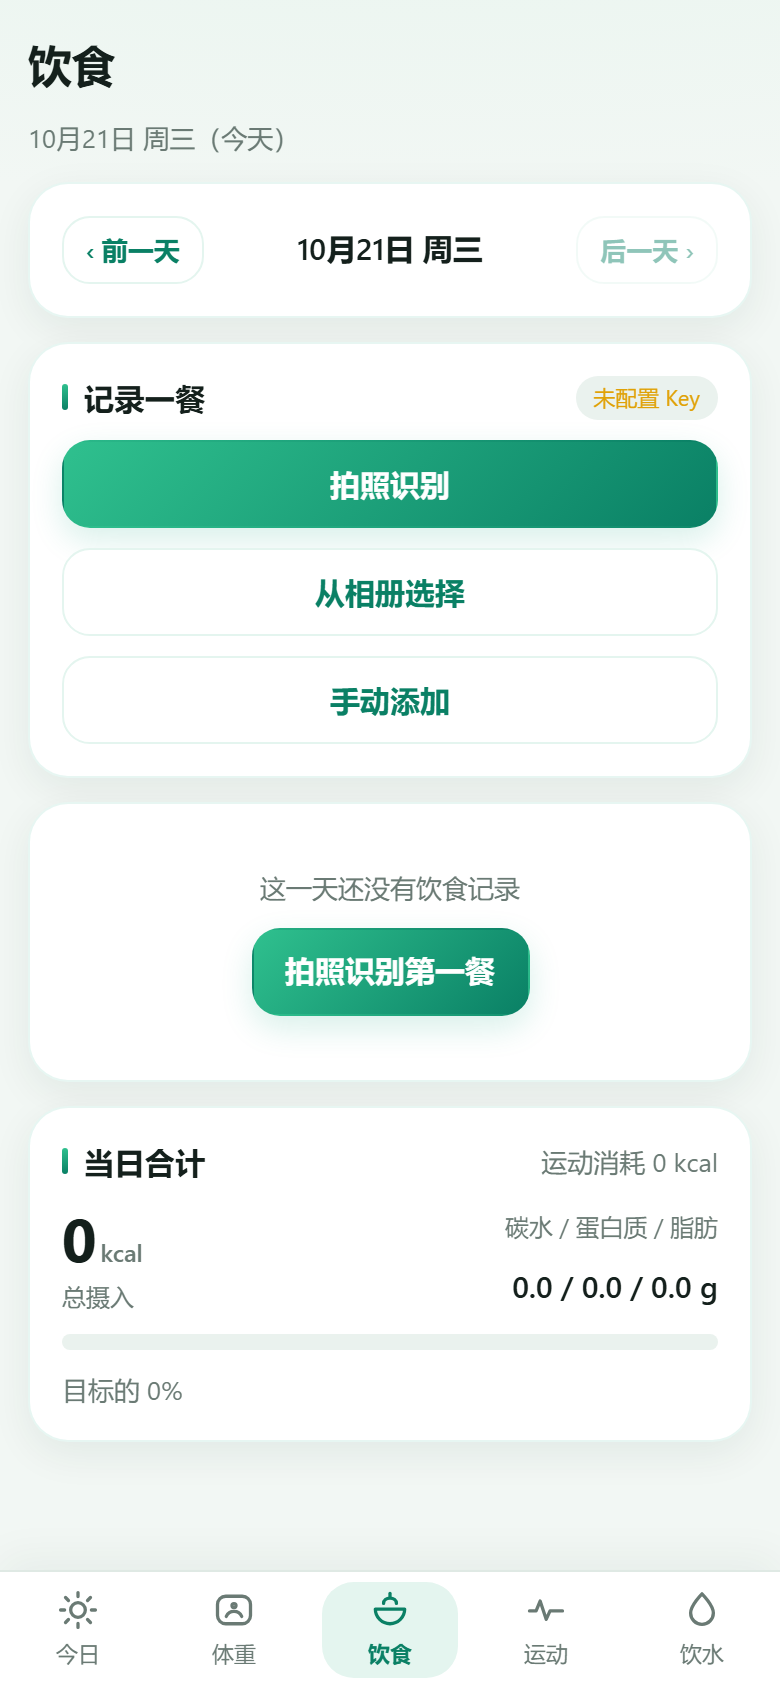 饮食
10月21日 周三（今天）
‹ 前一天
10月21日 周三
后一天 ›
记录一餐
未配置 Key
拍照识别
从相册选择
手动添加
这一天还没有饮食记录
拍照识别第一餐
当日合计
运动消耗 0 kcal
0 kcal
碳水 / 蛋白质 / 脂肪
总摄入
0.0 / 0.0 / 0.0 g
目标的 0%
今日
体重
饮食
运动
饮水